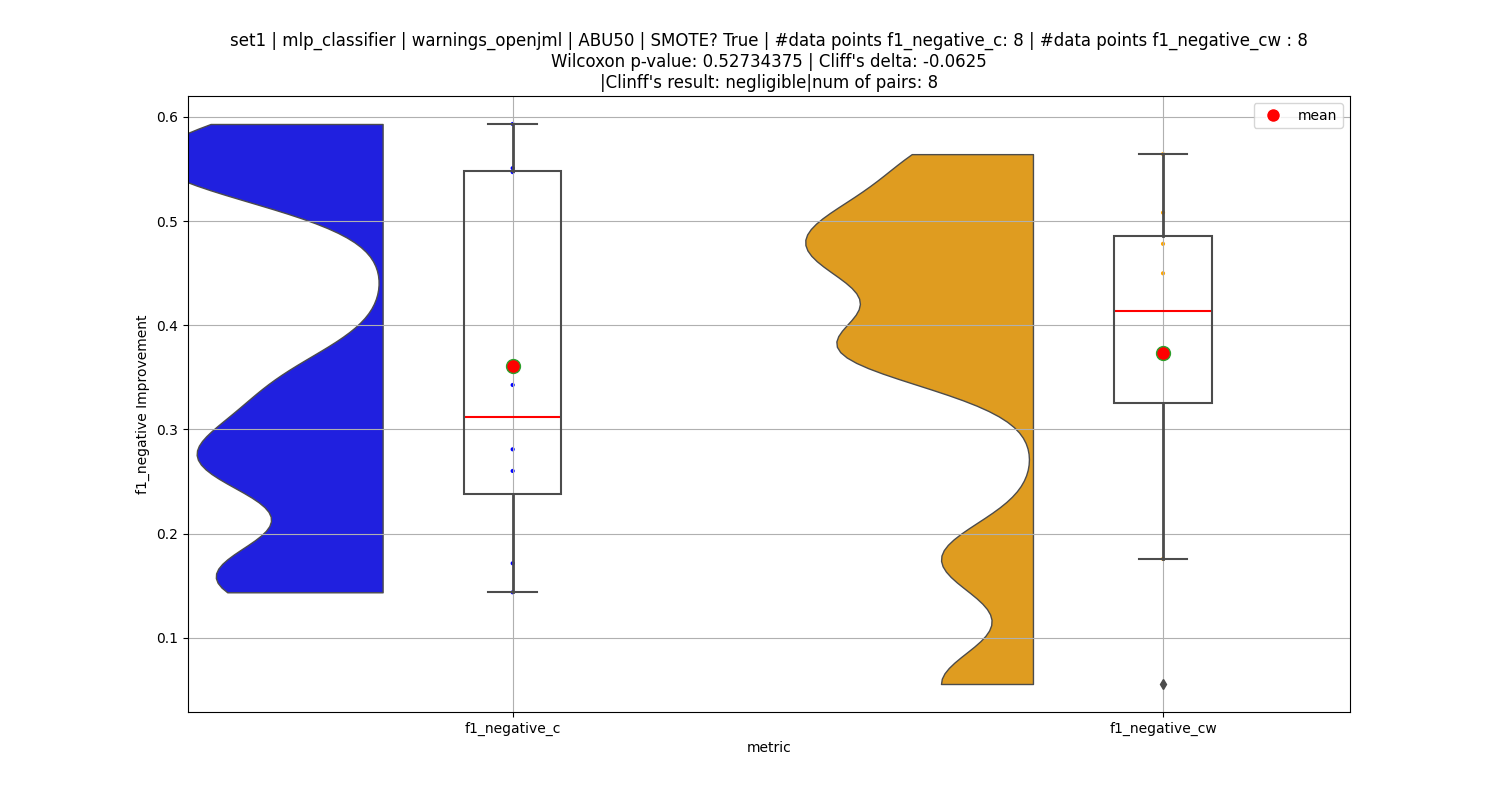 set1 | mlp_classifier | warnings_openjml | ABU50 | SMOTE? True | #data points f1_negative_c: 8 | #data points f1_negative_cw : 8
Wilcoxon p-value: 0.52734375 | Cliff's delta: -0.0625
|Clinff's result: negligible|num of pairs: 8
mean
0.6
0.5
0.4
0.3
0.2
0.1
f1_negative Improvement
f1_negative_c
f1_negative_cw
metric